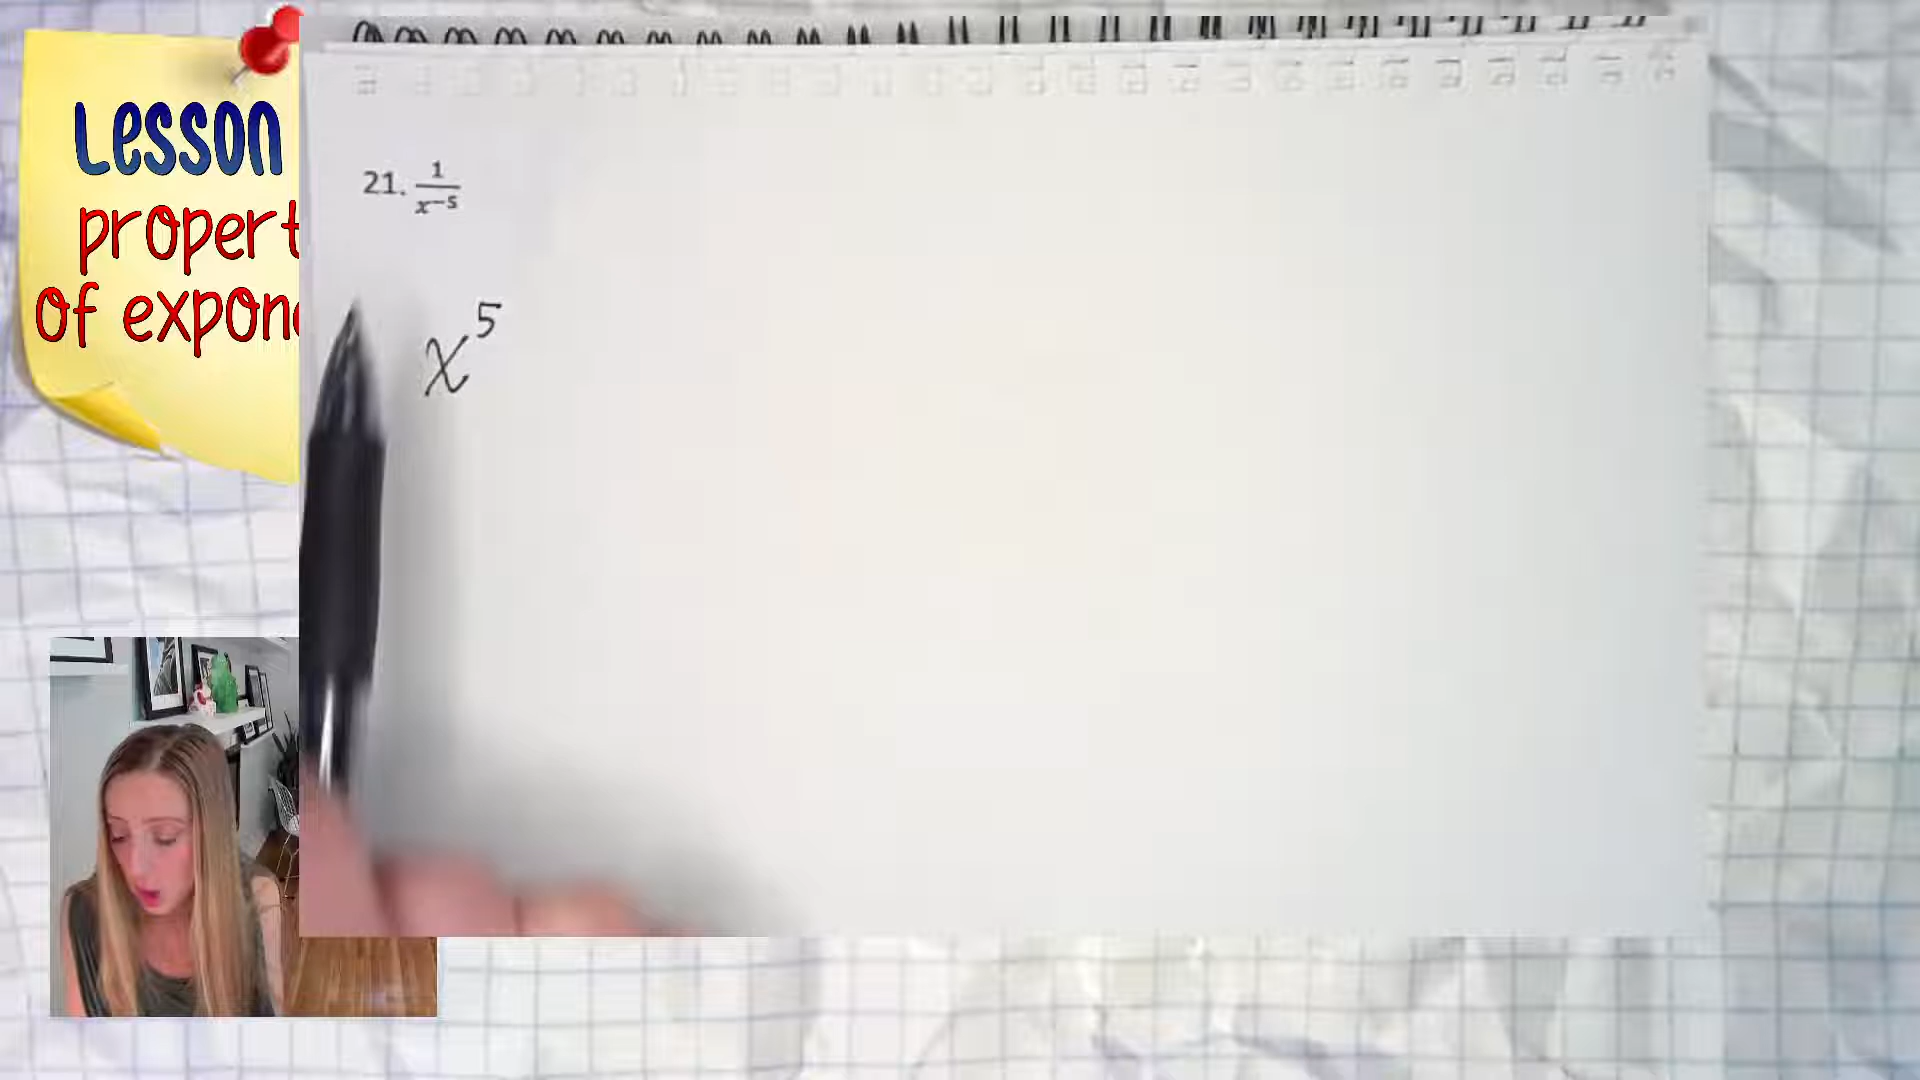 Lesson
propert
of expon
21. 1/x⁻⁵
x⁵